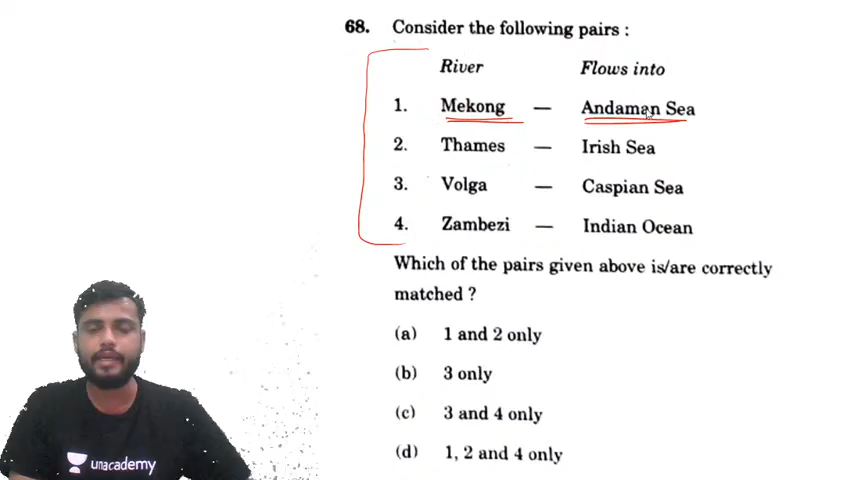 68. Consider the following pairs :
River Flows into
1. Mekong — Andaman Sea
2. Thames — Irish Sea
3. Volga — Caspian Sea
4. Zambezi — Indian Ocean
Which of the pairs given above is/are correctly
matched ?
(a) 1 and 2 only
(b) 3 only
(c) 3 and 4 only
(d) 1, 2 and 4 only
unacademy